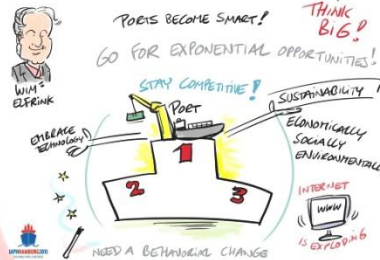 PORTS BECOME SMART!
THINK
BIG!
GO FOR EXPONENTIAL OPPORTUNITIES!
WIM
ELFRINK
STAY COMPETITIVE!
SUSTAINABILITY!
PORT
EMBRACE
TECHNOLOGY
ECONOMICALLY
SOCIALLY
ENVIRONMENTALL
1
2
3
INTERNET
WWW
IS EXPLODING
NEED A BEHAVIORAL CHANGE